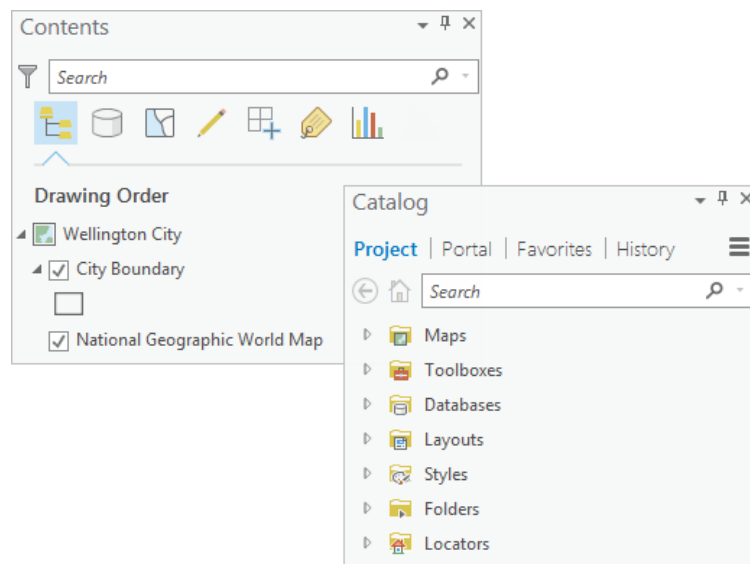 Contents
Search
Drawing Order
Wellington City
City Boundary
National Geographic World Map
Catalog
Project | Portal | Favorites | History
Search
Maps
Toolboxes
Databases
Layouts
Styles
Folders
Locators